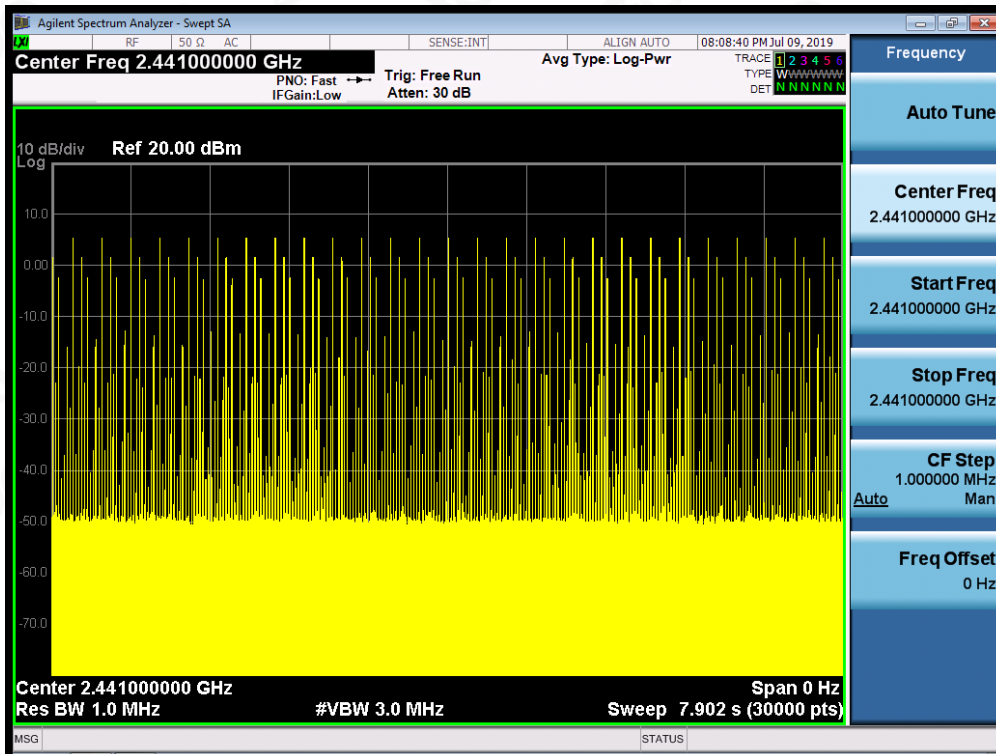 Agilent Spectrum Analyzer - Swept SA
LXI RF 50 Ω AC SENSE:INT ALIGN AUTO 08:08:40 PM Jul 09, 2019
Center Freq 2.441000000 GHz
PNO: Fast
IFGain:Low
Trig: Free Run
Atten: 30 dB
Avg Type: Log-Pwr
TRACE 1 2 3 4 5 6
TYPE WWWWWWW
DET N N N N N N
10 dB/div
Log
Ref 20.00 dBm
10.0
0.00
-10.0
-20.0
-30.0
-40.0
-50.0
-60.0
-70.0
Center 2.441000000 GHz
Span 0 Hz
Res BW 1.0 MHz
#VBW 3.0 MHz
Sweep 7.902 s (30000 pts)
MSG
STATUS
Frequency
Auto Tune
Center Freq
2.441000000 GHz
Start Freq
2.441000000 GHz
Stop Freq
2.441000000 GHz
CF Step
1.000000 MHz
Auto Man
Freq Offset
0 Hz